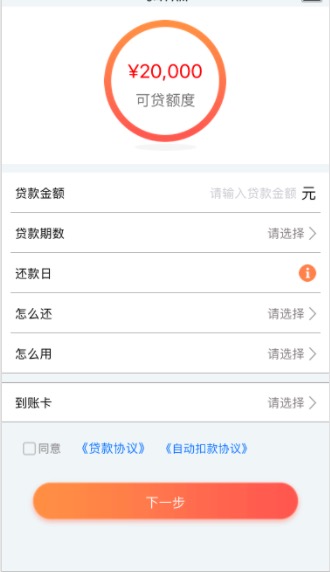 ¥20,000
可贷额度
贷款金额 请输入贷款金额 元
贷款期数 请选择
还款日
怎么还 请选择
怎么用 请选择
到账卡 请选择
同意 《贷款协议》 《自动扣款协议》
下一步